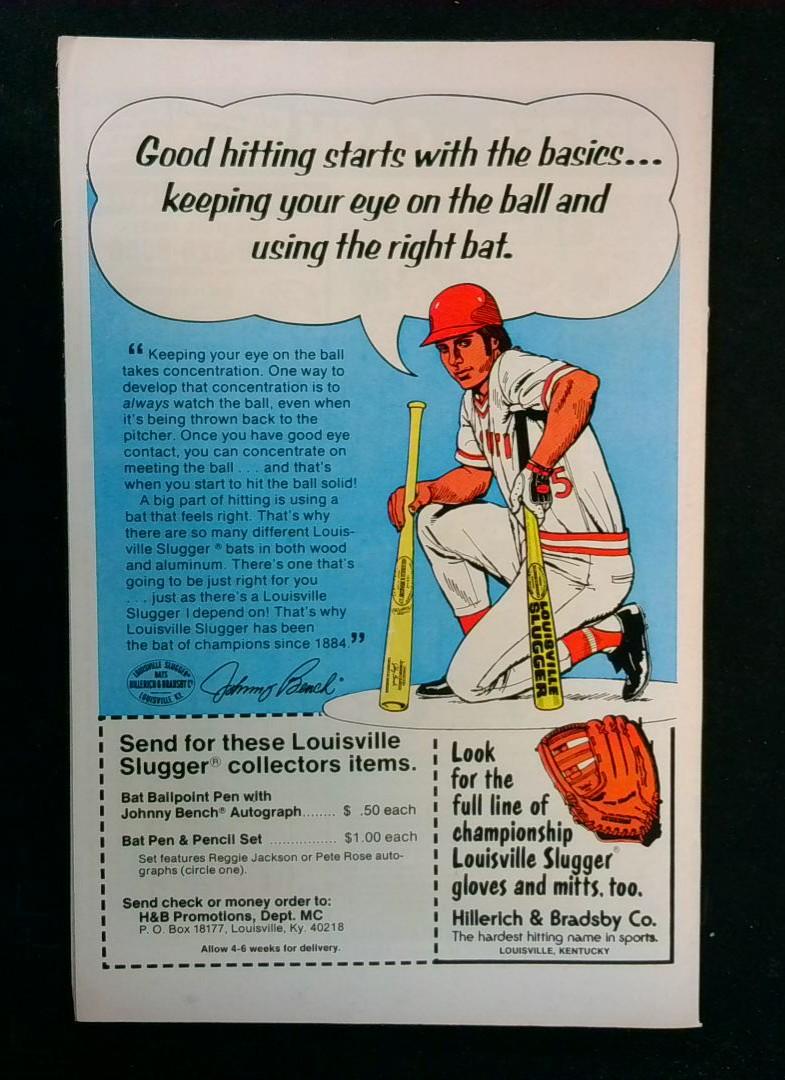 Good hitting starts with the basics...
keeping your eye on the ball and
using the right bat.
“ Keeping your eye on the ball
takes concentration. One way to
develop that concentration is to
always watch the ball, even when
it's being thrown back to the
pitcher. Once you have good eye
contact, you can concentrate on
meeting the ball . . . and that's
when you start to hit the ball solid!
A big part of hitting is using a
bat that feels right. That's why
there are so many different Louis-
ville Slugger ® bats in both wood
and aluminum. There's one that's
going to be just right for you
. . . just as there's a Louisville
Slugger I depend on! That's why
Louisville Slugger has been
the bat of champions since 1884.”
LOUISVILLE SLUGGER®
BATS
HILLERICH & BRADSBY Co
LOUISVILLE, KY.
Johnny Bench®
5
LOUISVILLE
SLUGGER
Send for these Louisville
Slugger® collectors items.
Bat Ballpoint Pen with
Johnny Bench® Autograph........ $ .50 each
Bat Pen & Pencil Set ................ $1.00 each
Set features Reggie Jackson or Pete Rose auto-
graphs (circle one).
Send check or money order to:
H&B Promotions, Dept. MC
P. O. Box 18177, Louisville, Ky. 40218
Allow 4-6 weeks for delivery.
Look
for the
full line of
championship
Louisville Slugger®
gloves and mitts, too.
Hillerich & Bradsby Co.
The hardest hitting name in sports.
LOUISVILLE, KENTUCKY